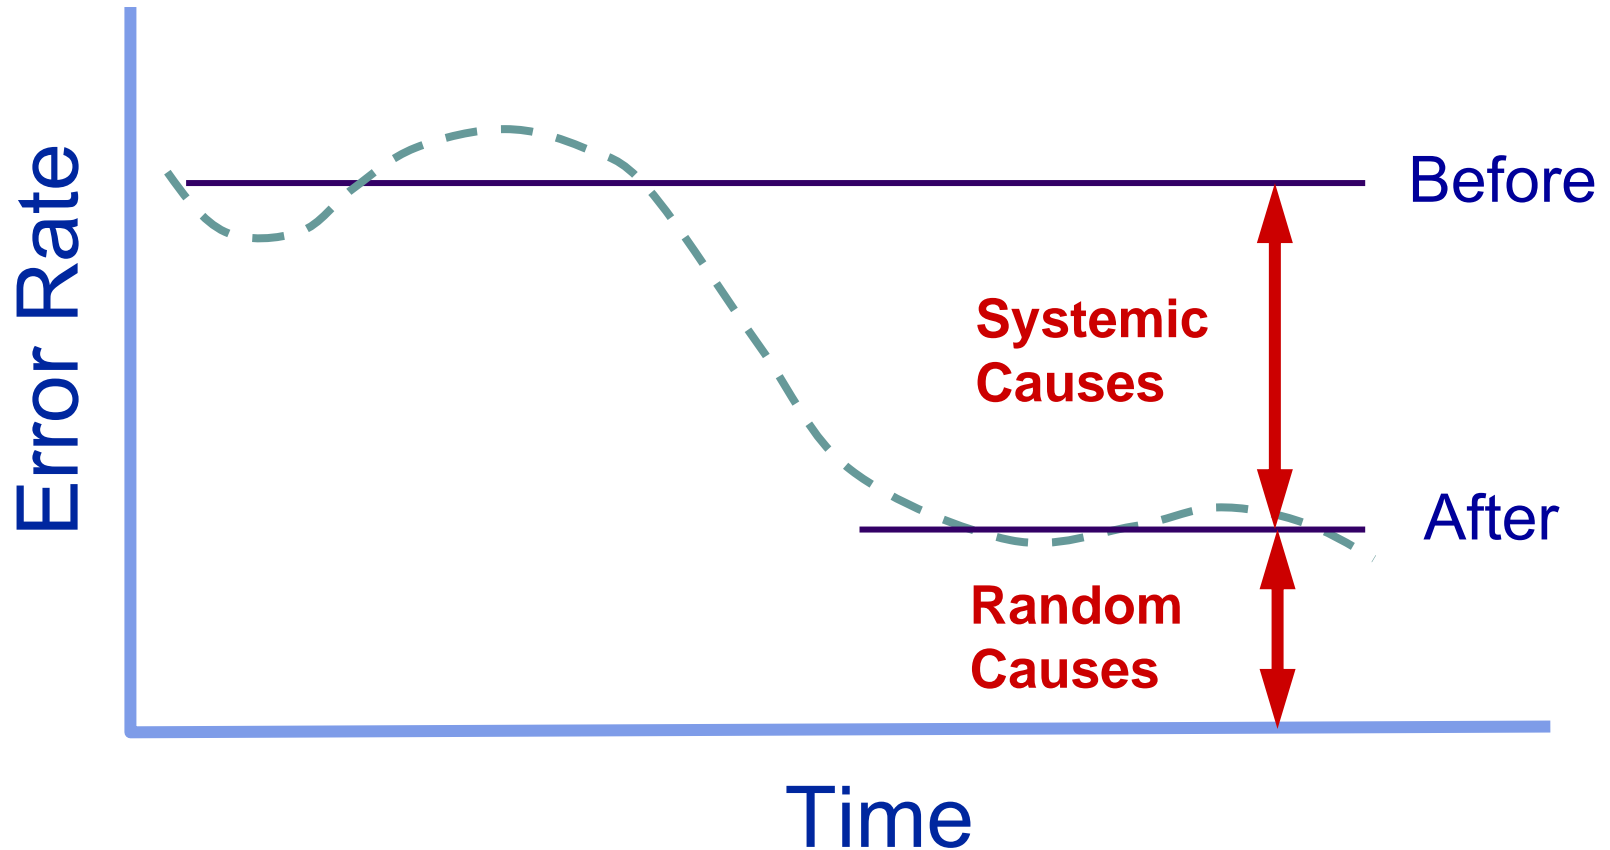 Error Rate
Before
Systemic
Causes
After
Random
Causes
Time